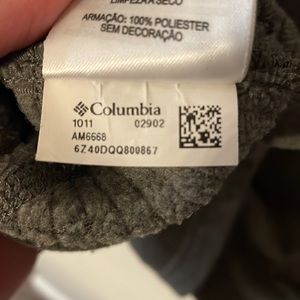 LIMPEZA A SECO
ARMAÇÃO: 100% POLIESTER
SEM DECORAÇÃO
Columbia
1011 02902
AM6668
6Z40DQQ800867